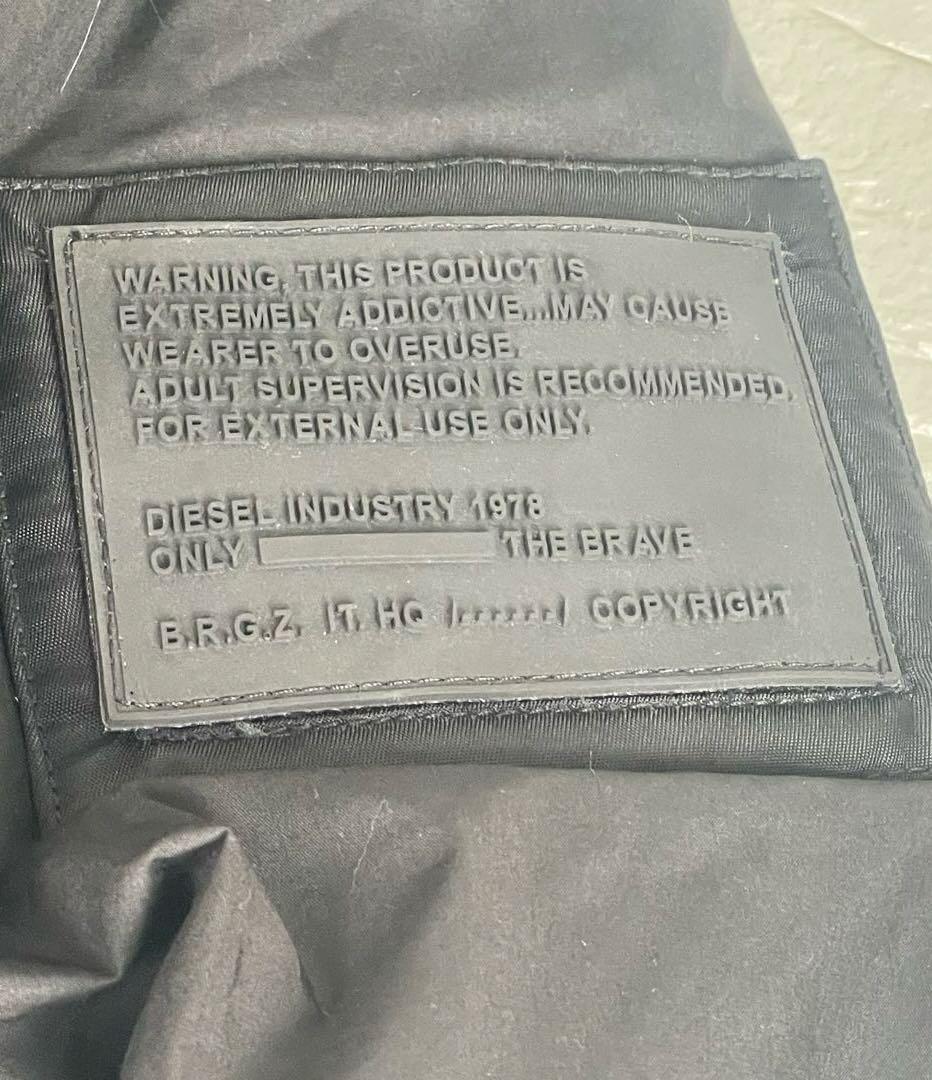 WARNING, THIS PRODUCT IS
EXTREMELY ADDICTIVE...MAY CAUSE
WEARER TO OVERUSE.
ADULT SUPERVISION IS RECOMMENDED.
FOR EXTERNAL USE ONLY.
DIESEL INDUSTRY 1978
ONLY THE BRAVE
B.R.G.Z. IT. HQ /......./ COPYRIGHT